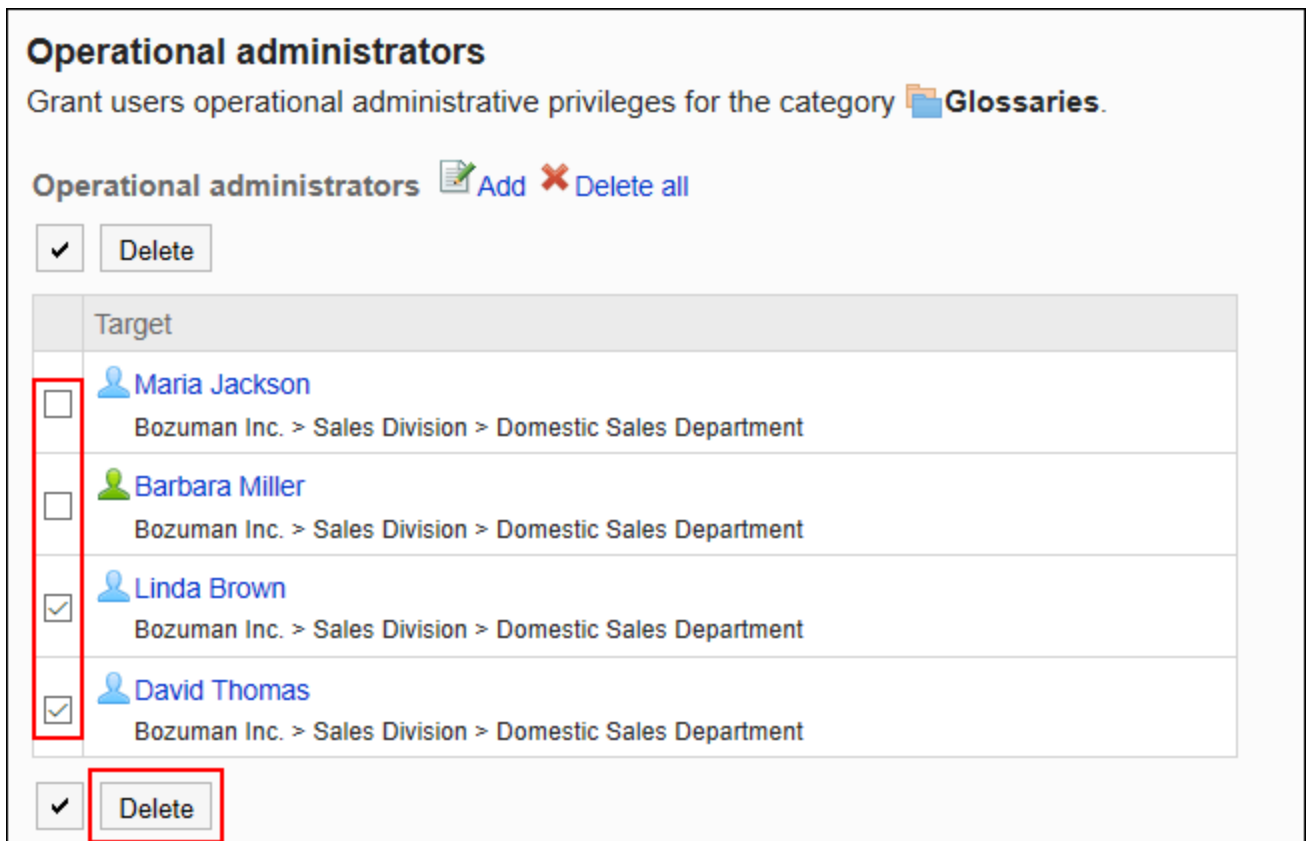 Operational administrators
Grant users operational administrative privileges for the category Glossaries.
Operational administrators Add Delete all
Delete
Target
Maria Jackson
Bozuman Inc. > Sales Division > Domestic Sales Department
Barbara Miller
Bozuman Inc. > Sales Division > Domestic Sales Department
Linda Brown
Bozuman Inc. > Sales Division > Domestic Sales Department
David Thomas
Bozuman Inc. > Sales Division > Domestic Sales Department
Delete